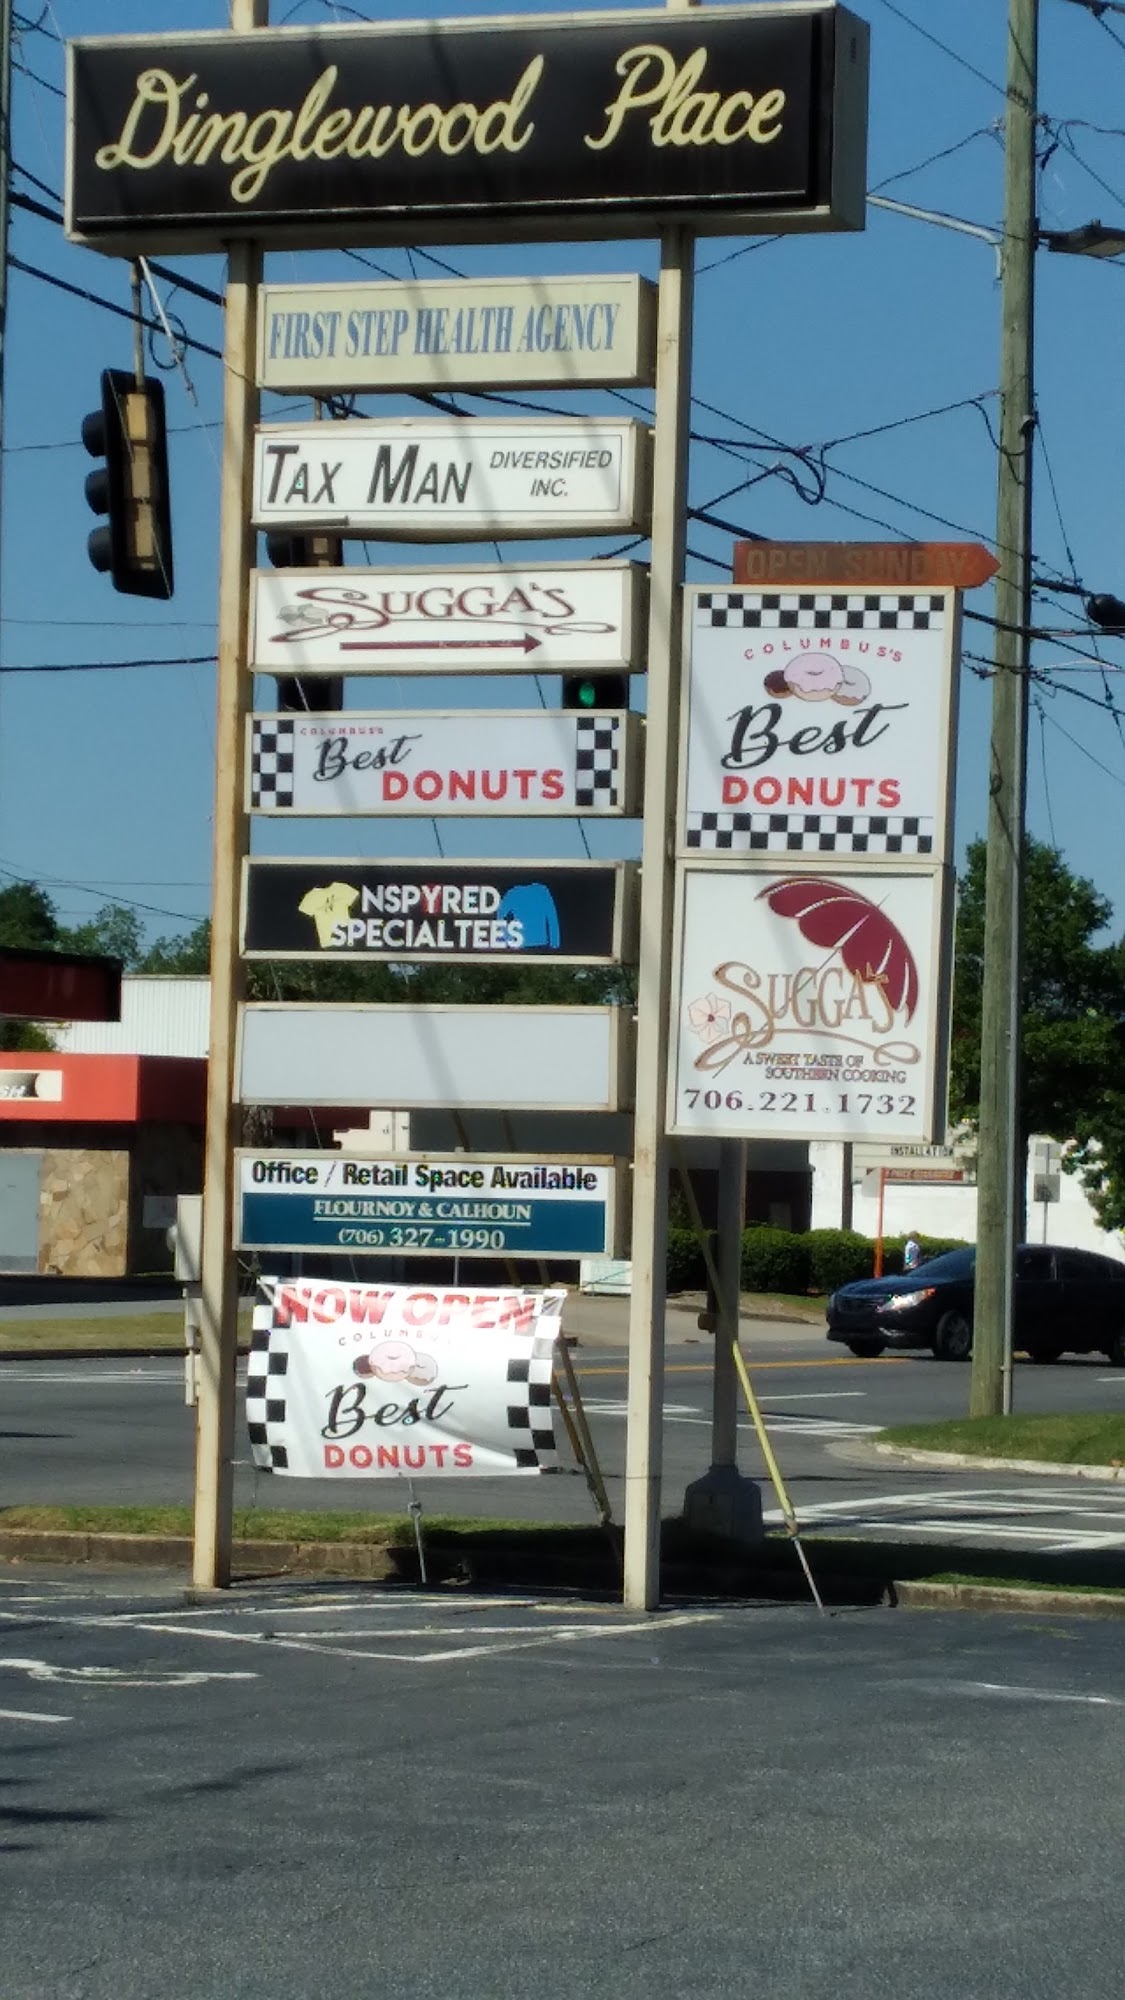 Dinglewood Place
FIRST STEP HEALTH AGENCY
TAX MAN DIVERSIFIED
INC.
SUGGA'S
COLUMBUS'S
Best
DONUTS
NSPYRED
SPECIALTEES
Office / Retail Space Available
FLOURNOY & CALHOUN
(706) 327-1990
NOW OPEN
Best
DONUTS
OPEN SUNDAY
COLUMBUS'S
Best
DONUTS
SUGGA'S
A SWEET TASTE OF
SOUTHERN COOKING
706.221.1732
INSTALLATION